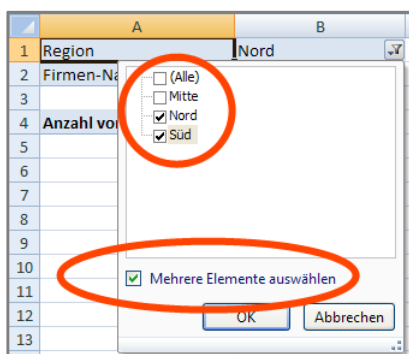 A B
1 Region Nord
2 Firmen-Na
(Alle)
3 Mitte
Nord
4 Anzahl vor
Süd
5
6
7
8
9
10 Mehrere Elemente auswählen
11
12 OK Abbrechen
13